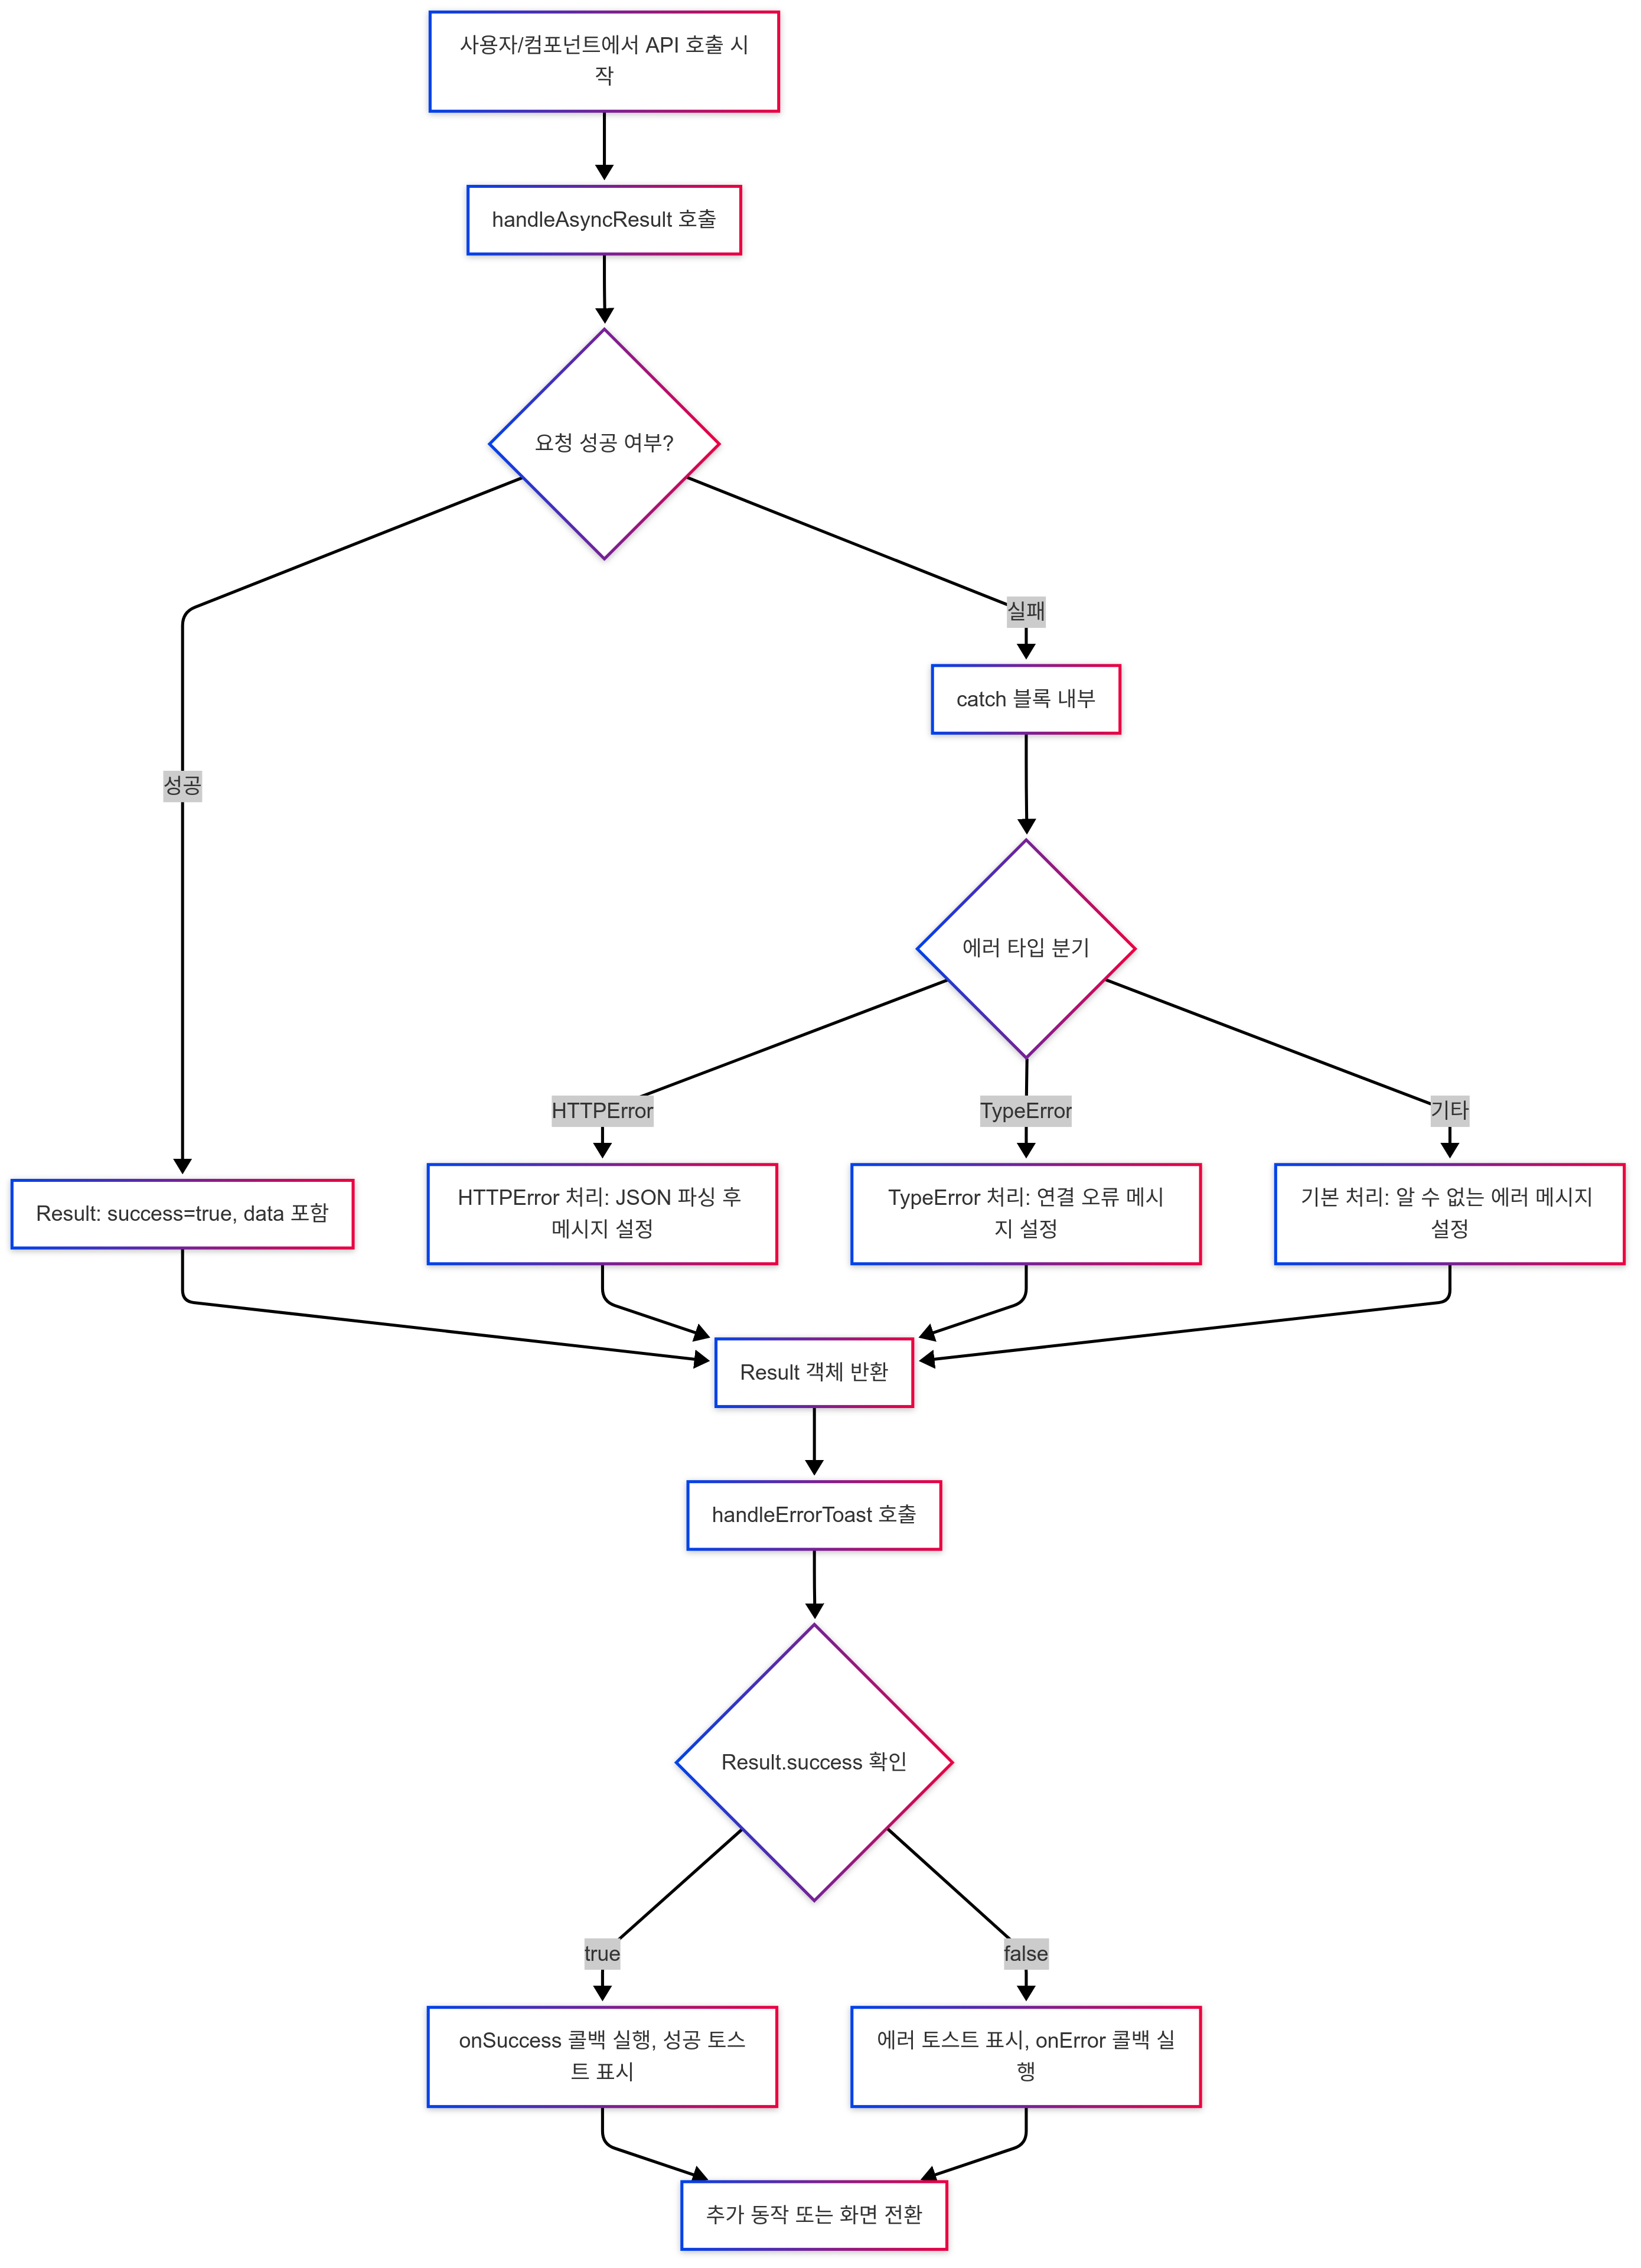 사용자/컴포넌트에서 API 호출 시
작
handleAsyncResult 호출
요청 성공 여부?
실패
catch 블록 내부
성공
에러 타입 분기
HTTPError
TypeError
기타
Result: success=true, data 포함
HTTPError 처리: JSON 파싱 후
메시지 설정
TypeError 처리: 연결 오류 메시
지 설정
기본 처리: 알 수 없는 에러 메시지
설정
Result 객체 반환
handleErrorToast 호출
Result.success 확인
true
false
onSuccess 콜백 실행, 성공 토스
트 표시
에러 토스트 표시, onError 콜백 실
행
추가 동작 또는 화면 전환